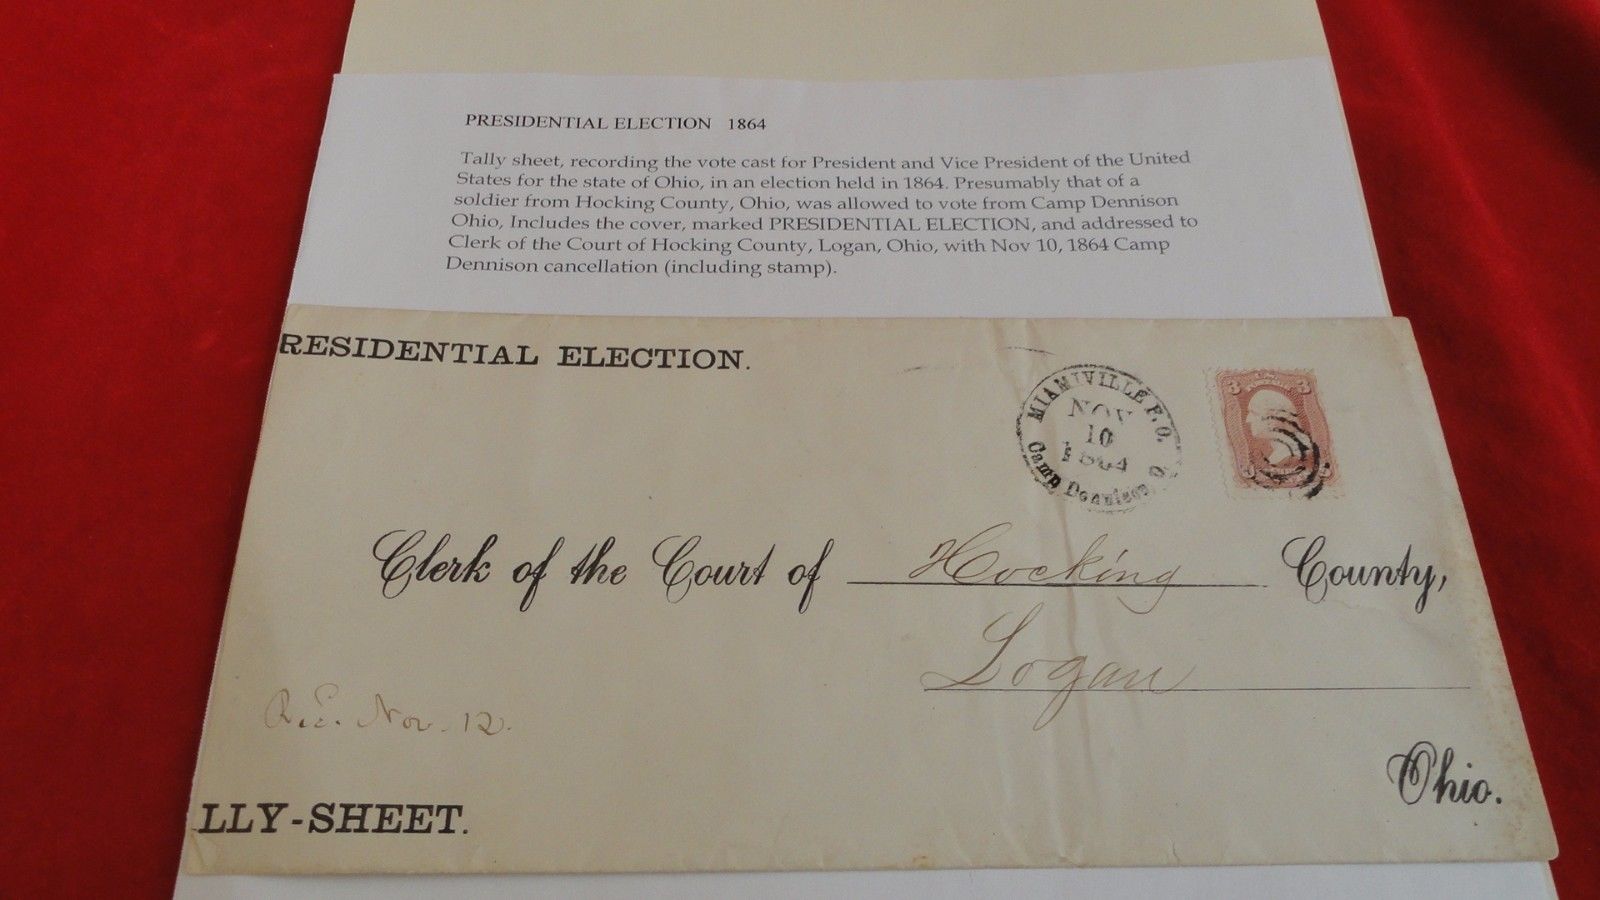 PRESIDENTIAL ELECTION 1864
Tally sheet, recording the vote cast for President and Vice President of the United
States for the state of Ohio, in an election held in 1864. Presumably that of a
soldier from Hocking County, Ohio, was allowed to vote from Camp Dennison
Ohio, Includes the cover, marked PRESIDENTIAL ELECTION, and addressed to
Clerk of the Court of Hocking County, Logan, Ohio, with Nov 10, 1864 Camp
Dennison cancellation (including stamp).
RESIDENTIAL ELECTION.
MIAMIVILLE P.O.
NOV
10
1864
Camp Dennison, O.
3 3
Clerk of the Court of Hocking County,
Logan
Nov. 12.
Ohio.
LLY-SHEET.